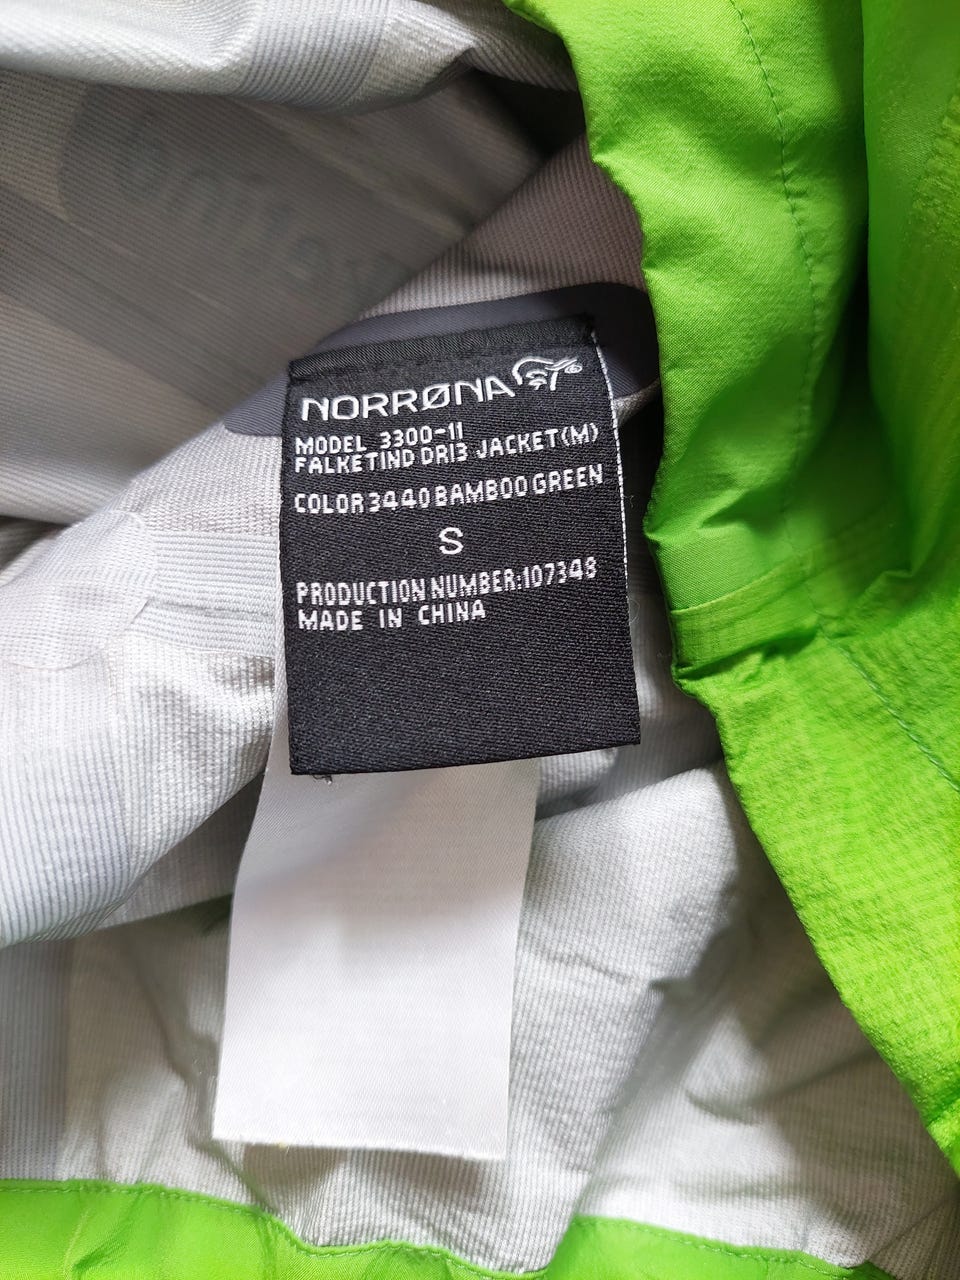 NORRØNA
MODEL 3300-11
FALKETIND DRI3 JACKET(M)
COLOR 3440 BAMBOO GREEN
S
PRODUCTION NUMBER:107348
MADE IN CHINA